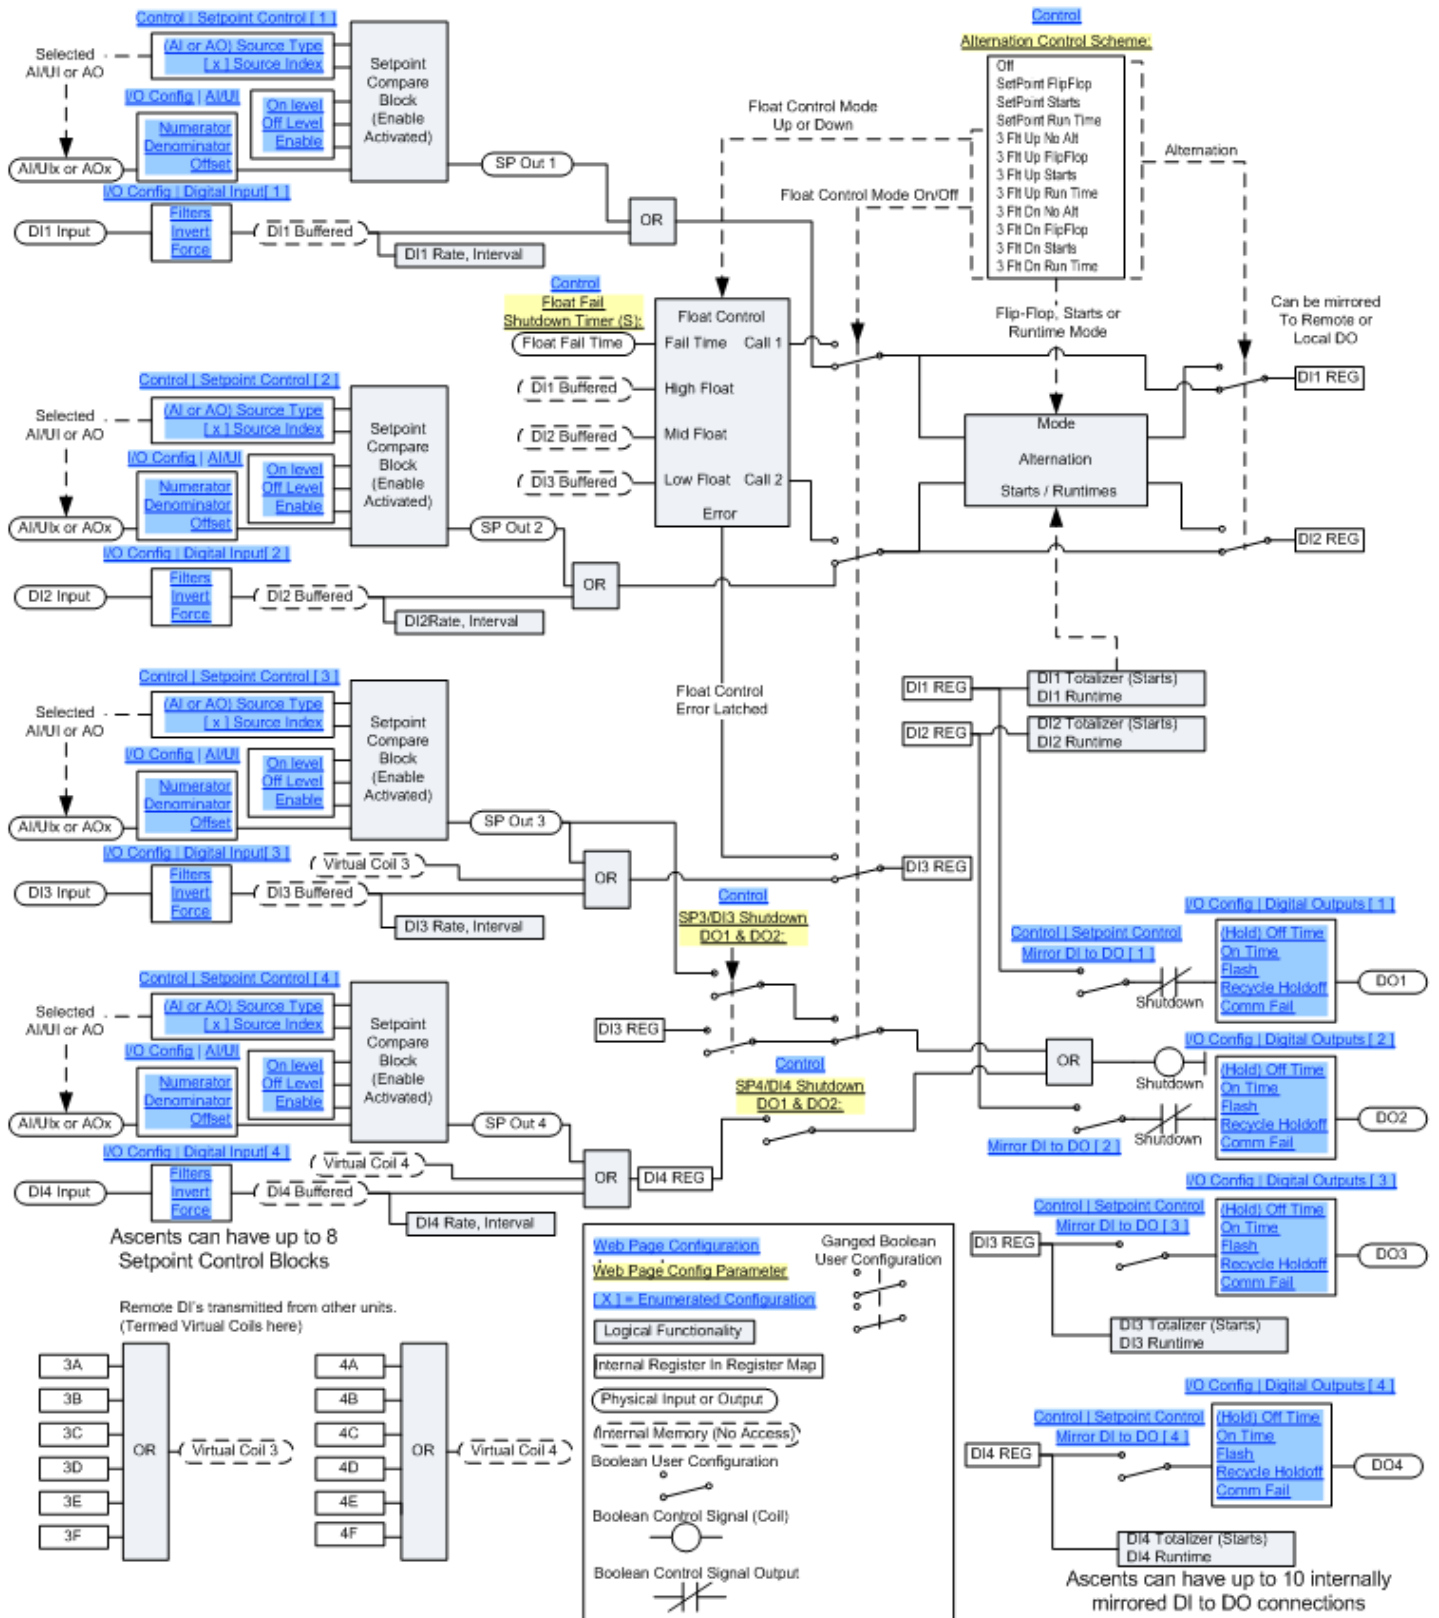 Control | Setpoint Control [ 1 ]
Selected
AI/UI or AO
(AI or AO) Source Type
[ x ] Source Index
I/O Config | AI/UI
On level
Off Level
Enable
Numerator
Denominator
Offset
AI/UIx or AOx
Setpoint
Compare
Block
(Enable
Activated)
SP Out 1
I/O Config | Digital Input[ 1 ]
DI1 Input
Filters
Invert
Force
DI1 Buffered
DI1 Rate, Interval
OR
Control
Alternation Control Scheme:
Off
SetPoint FlipFlop
SetPoint Starts
SetPoint Run Time
3 Flt Up No Alt
3 Flt Up FlipFlop
3 Flt Up Starts
3 Flt Up Run Time
3 Flt Dn No Alt
3 Flt Dn FlipFlop
3 Flt Dn Starts
3 Flt Dn Run Time
Float Control Mode
Up or Down
Float Control Mode On/Off
Alternation
Control
Float Fail
Shutdown Timer (S):
Float Fail Time
DI1 Buffered
DI2 Buffered
DI3 Buffered
Float Control
Fail Time Call 1
High Float
Mid Float
Low Float Call 2
Error
Flip-Flop, Starts or
Runtime Mode
Can be mirrored
To Remote or
Local DO
DI1 REG
Mode
Alternation
Starts / Runtimes
DI2 REG
Control | Setpoint Control [ 2 ]
Selected
AI/UI or AO
(AI or AO) Source Type
[ x ] Source Index
I/O Config | AI/UI
On level
Off Level
Enable
Numerator
Denominator
Offset
AI/UIx or AOx
Setpoint
Compare
Block
(Enable
Activated)
SP Out 2
I/O Config | Digital Input[ 2 ]
DI2 Input
Filters
Invert
Force
DI2 Buffered
DI2Rate, Interval
OR
Float Control
Error Latched
DI1 REG
DI1 Totalizer (Starts)
DI1 Runtime
DI2 REG
DI2 Totalizer (Starts)
DI2 Runtime
Control | Setpoint Control [ 3 ]
Selected
AI/UI or AO
(AI or AO) Source Type
[ x ] Source Index
I/O Config | AI/UI
On level
Off Level
Enable
Numerator
Denominator
Offset
AI/UIx or AOx
Setpoint
Compare
Block
(Enable
Activated)
SP Out 3
I/O Config | Digital Input[ 3 ]
Virtual Coil 3
DI3 Input
Filters
Invert
Force
DI3 Buffered
DI3 Rate, Interval
OR
DI3 REG
Control
SP3/DI3 Shutdown
DO1 & DO2:
DI3 REG
Control
SP4/DI4 Shutdown
DO1 & DO2:
Control | Setpoint Control [ 4 ]
Selected
AI/UI or AO
(AI or AO) Source Type
[ x ] Source Index
I/O Config | AI/UI
On level
Off Level
Enable
Numerator
Denominator
Offset
AI/UIx or AOx
Setpoint
Compare
Block
(Enable
Activated)
SP Out 4
I/O Config | Digital Input[ 4 ]
Virtual Coil 4
DI4 Input
Filters
Invert
Force
DI4 Buffered
DI4 Rate, Interval
OR
DI4 REG
Ascents can have up to 8
Setpoint Control Blocks
I/O Config | Digital Outputs [ 1 ]
Control | Setpoint Control
Mirror DI to DO [ 1 ]
Shutdown
(Hold) Off Time
On Time
Flash
Recycle Holdoff
Comm Fail
DO1
OR
Shutdown
I/O Config | Digital Outputs [ 2 ]
Mirror DI to DO [ 2 ]
Shutdown
(Hold) Off Time
On Time
Flash
Recycle Holdoff
Comm Fail
DO2
I/O Config | Digital Outputs [ 3 ]
Control | Setpoint Control
Mirror DI to DO [ 3 ]
DI3 REG
(Hold) Off Time
On Time
Flash
Recycle Holdoff
Comm Fail
DO3
DI3 Totalizer (Starts)
DI3 Runtime
I/O Config | Digital Outputs [ 4 ]
Control | Setpoint Control
Mirror DI to DO [ 4 ]
DI4 REG
(Hold) Off Time
On Time
Flash
Recycle Holdoff
Comm Fail
DO4
DI4 Totalizer (Starts)
DI4 Runtime
Ascents can have up to 10 internally
mirrored DI to DO connections
Remote DI's transmitted from other units.
(Termed Virtual Coils here)
3A
3B
3C
3D
3E
3F
OR
Virtual Coil 3
4A
4B
4C
4D
4E
4F
OR
Virtual Coil 4
Web Page Configuration
Web Page Config Parameter
[ X ] = Enumerated Configuration
Logical Functionality
Internal Register In Register Map
Physical Input or Output
Internal Memory (No Access)
Boolean User Configuration
Boolean Control Signal (Coil)
Boolean Control Signal Output
Ganged Boolean
User Configuration